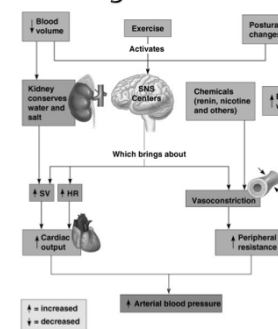 ↓ Blood
volume
Exercise
Postura
changes
Activates
Kidney
conserves
water and
salt
SNS
Centers
Chemicals
(renin, nicotine
and others)
Which brings about
↑ SV
↑ HR
Vasoconstriction
↑ Cardiac
output
↑ Peripheral
resistance
↑ Arterial blood pressure
↑ = increased
↓ = decreased